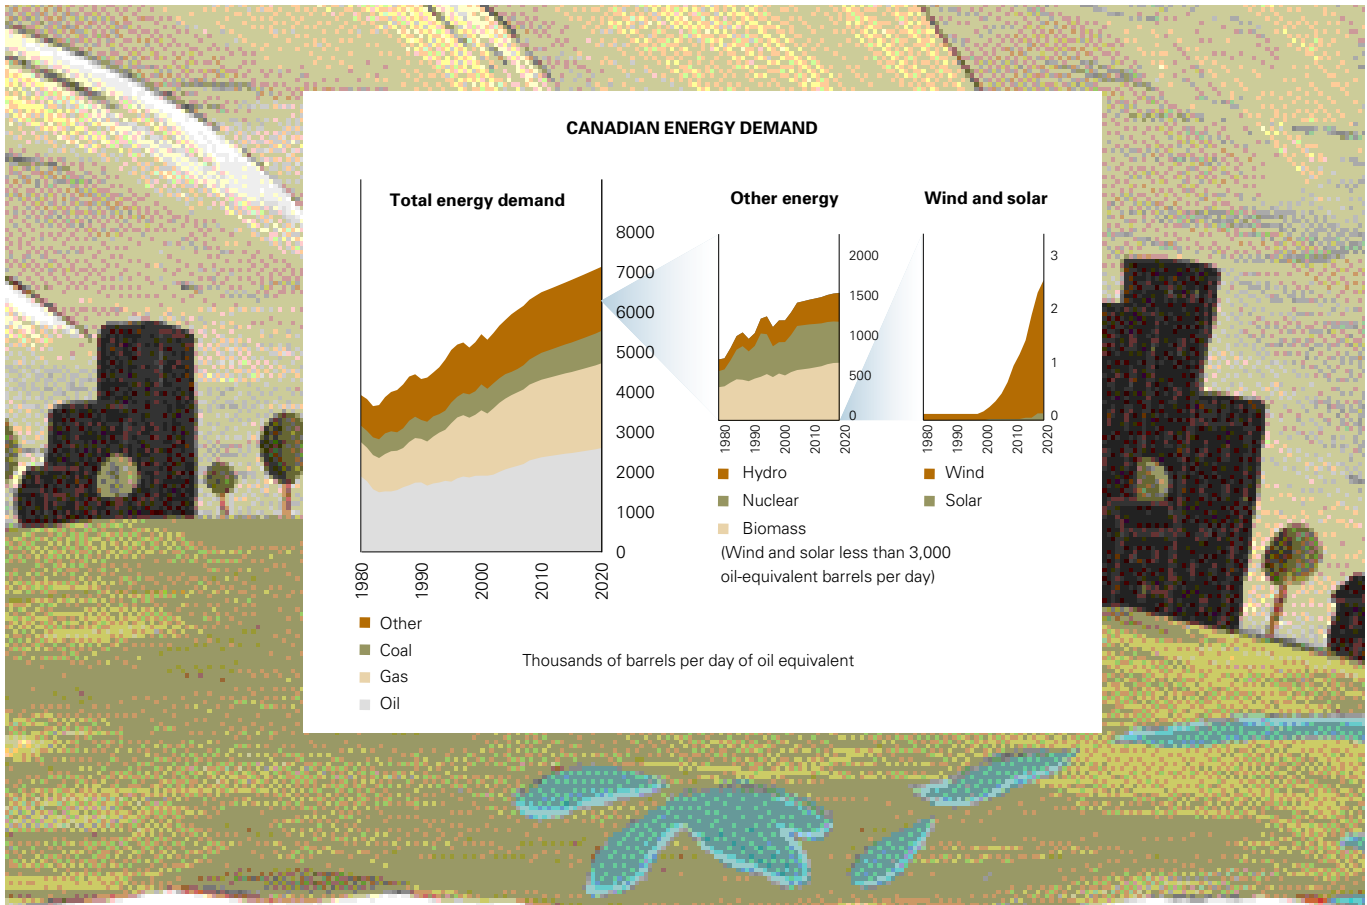 CANADIAN ENERGY DEMAND
Total energy demand
8000
7000
6000
5000
4000
3000
2000
1000
0
1980
1990
2000
2010
2020
Other
Coal
Gas
Oil
Other energy
2000
1500
1000
500
0
1980
1990
2000
2010
2020
Hydro
Nuclear
Biomass
(Wind and solar less than 3,000
oil-equivalent barrels per day)
Wind and solar
3
2
1
0
1980
1990
2000
2010
2020
Wind
Solar
Thousands of barrels per day of oil equivalent